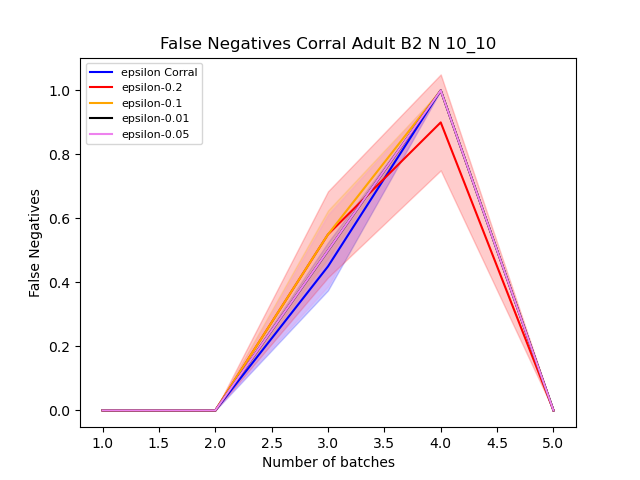 False Negatives Corral Adult B2 N 10_10
epsilon Corral
epsilon-0.2
epsilon-0.1
epsilon-0.01
epsilon-0.05
False Negatives
1.0
0.8
0.6
0.4
0.2
0.0
1.0 1.5 2.0 2.5 3.0 3.5 4.0 4.5 5.0
Number of batches